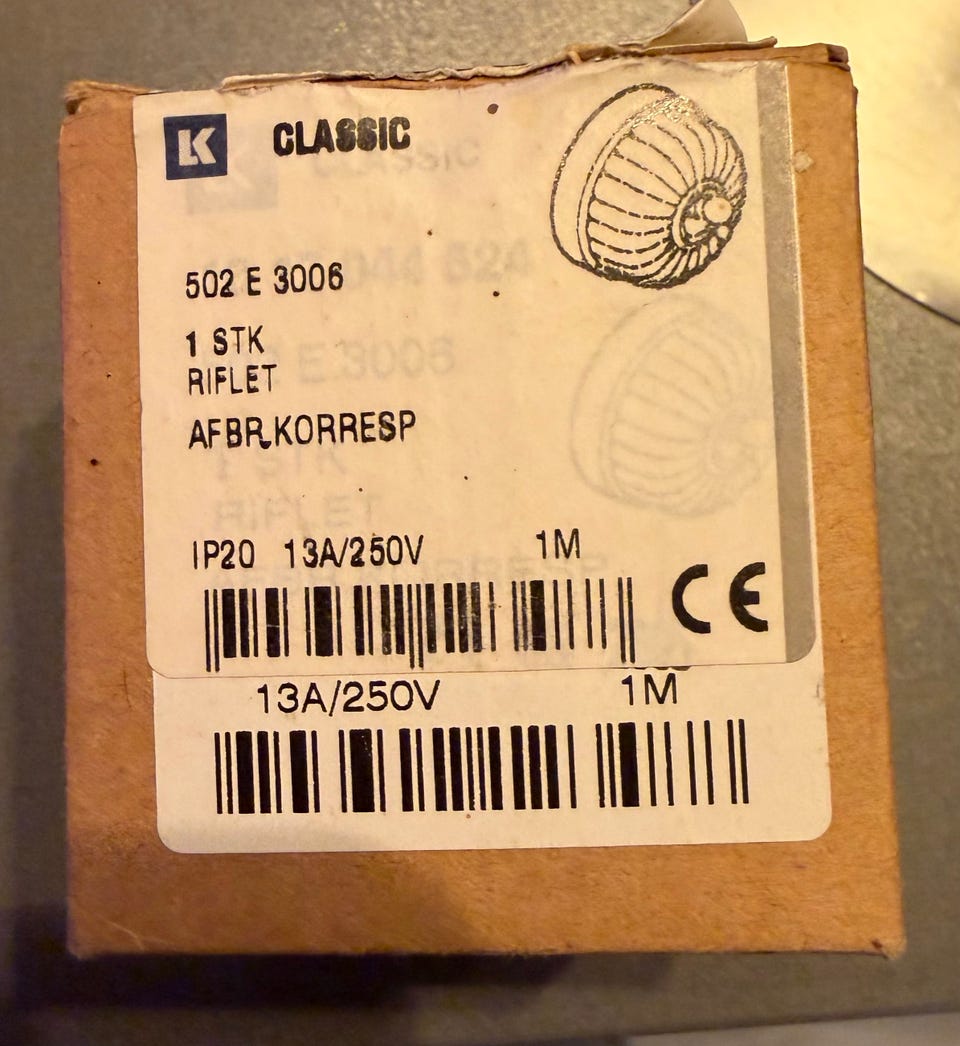 LK CLASSIC
502 E 3006
1 STK
RIFLET
AFBR.KORRESP
IP20 13A/250V 1M
CE
13A/250V 1M